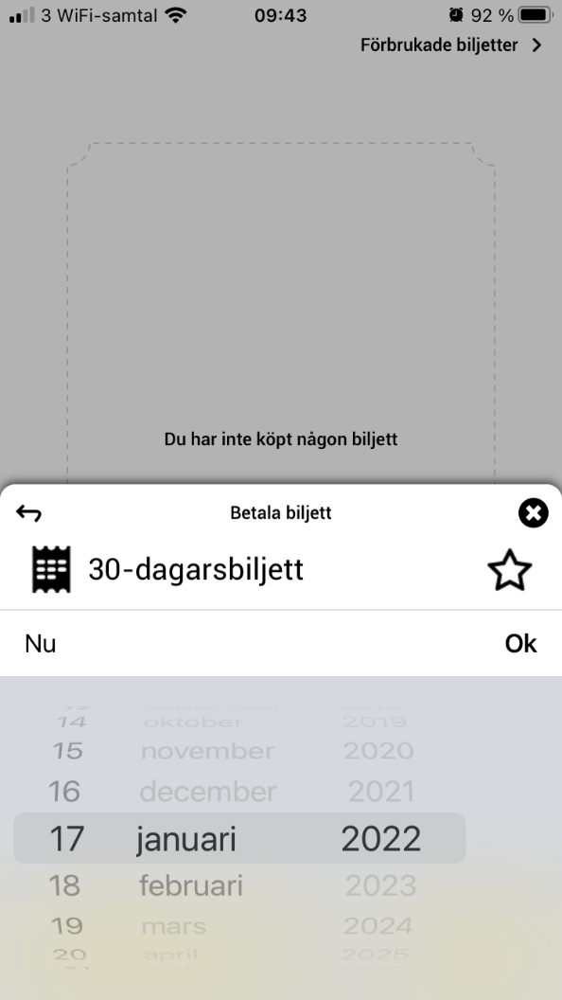 3 WiFi-samtal 09:43 92 %
Förbrukade biljetter
Du har inte köpt någon biljett
Betala biljett
30-dagarsbiljett
Nu Ok
14 oktober 2019
15 november 2020
16 december 2021
17 januari 2022
18 februari 2023
19 mars 2024
20 april 2025